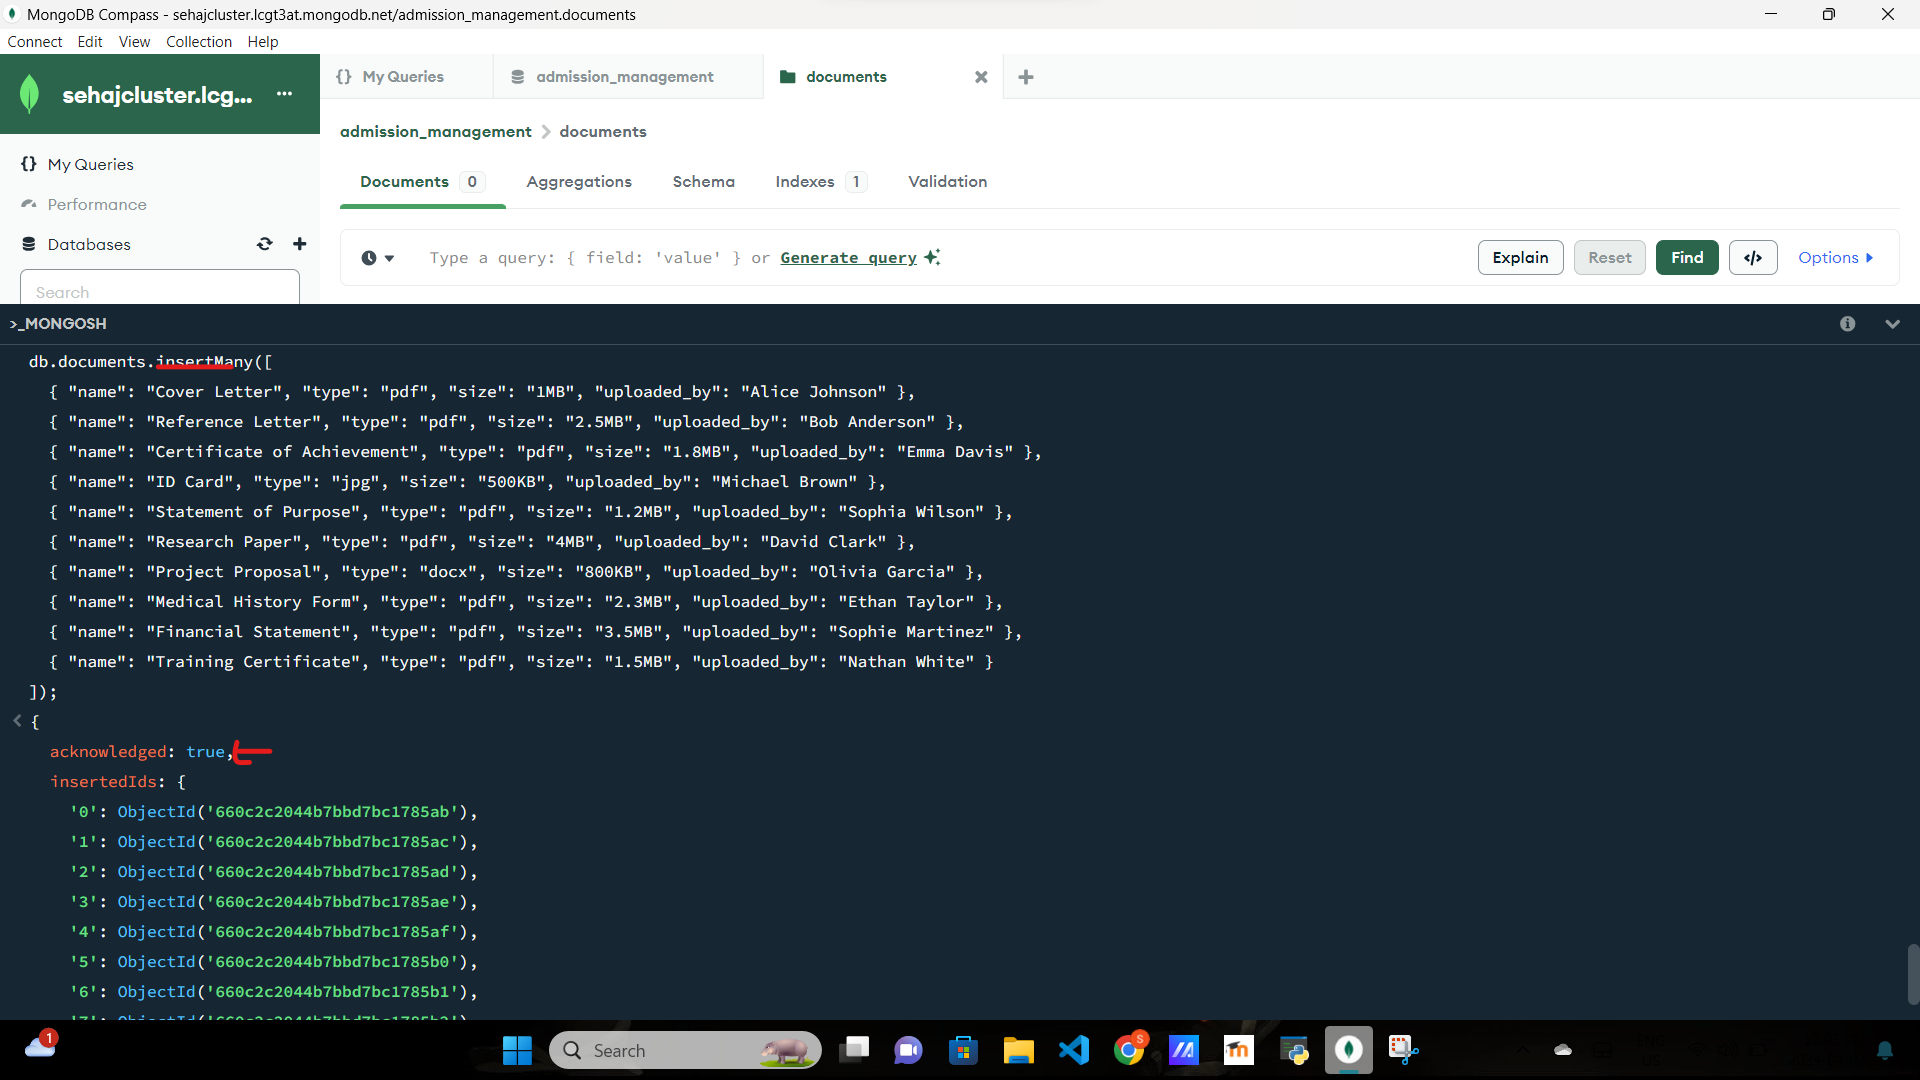 MongoDB Compass - sehajcluster.lcgt3at.mongodb.net/admission_management.documents
Connect Edit View Collection Help
sehajcluster.lcg... ...
{} My Queries
admission_management
documents
My Queries
Performance
Databases
Search
admission_management > documents
Documents 0 Aggregations Schema Indexes 1 Validation
Type a query: { field: 'value' } or Generate query
Explain Reset Find </> Options
>_MONGOSH
db.documents.insertMany([
{ "name": "Cover Letter", "type": "pdf", "size": "1MB", "uploaded_by": "Alice Johnson" },
{ "name": "Reference Letter", "type": "pdf", "size": "2.5MB", "uploaded_by": "Bob Anderson" },
{ "name": "Certificate of Achievement", "type": "pdf", "size": "1.8MB", "uploaded_by": "Emma Davis" },
{ "name": "ID Card", "type": "jpg", "size": "500KB", "uploaded_by": "Michael Brown" },
{ "name": "Statement of Purpose", "type": "pdf", "size": "1.2MB", "uploaded_by": "Sophia Wilson" },
{ "name": "Research Paper", "type": "pdf", "size": "4MB", "uploaded_by": "David Clark" },
{ "name": "Project Proposal", "type": "docx", "size": "800KB", "uploaded_by": "Olivia Garcia" },
{ "name": "Medical History Form", "type": "pdf", "size": "2.3MB", "uploaded_by": "Ethan Taylor" },
{ "name": "Financial Statement", "type": "pdf", "size": "3.5MB", "uploaded_by": "Sophie Martinez" },
{ "name": "Training Certificate", "type": "pdf", "size": "1.5MB", "uploaded_by": "Nathan White" }
]);
< {
acknowledged: true,
insertedIds: {
'0': ObjectId('660c2c2044b7bbd7bc1785ab'),
'1': ObjectId('660c2c2044b7bbd7bc1785ac'),
'2': ObjectId('660c2c2044b7bbd7bc1785ad'),
'3': ObjectId('660c2c2044b7bbd7bc1785ae'),
'4': ObjectId('660c2c2044b7bbd7bc1785af'),
'5': ObjectId('660c2c2044b7bbd7bc1785b0'),
'6': ObjectId('660c2c2044b7bbd7bc1785b1'),
1
Search
S